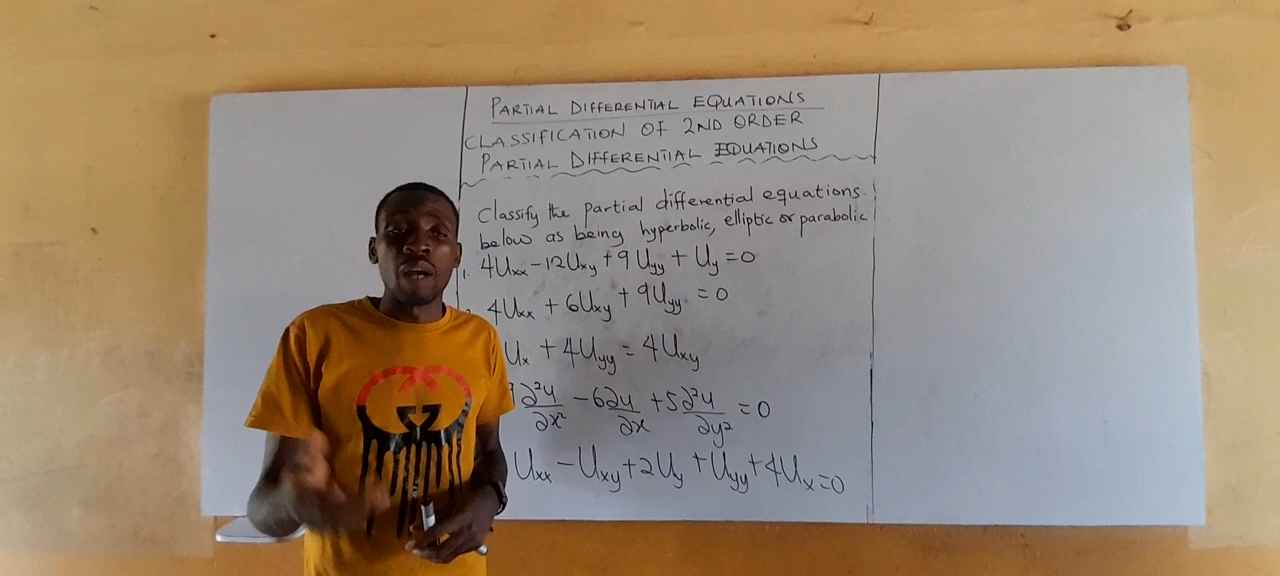 PARTIAL DIFFERENTIAL EQUATIONS
CLASSIFICATION OF 2ND ORDER
PARTIAL DIFFERENTIAL EQUATIONS
Classify the partial differential equations
below as being hyperbolic, elliptic or parabolic
1. 4Uxx - 12Uxy + 9Uyy + Uy = 0
4Uxx + 6Uxy + 9Uyy = 0
Ux + 4Uyy = 4Uxy
9∂²u/∂x² - 6∂u/∂x + 5∂²u/∂y² = 0
Uxx - Uxy + 2Uy + Uyy + 4Ux = 0